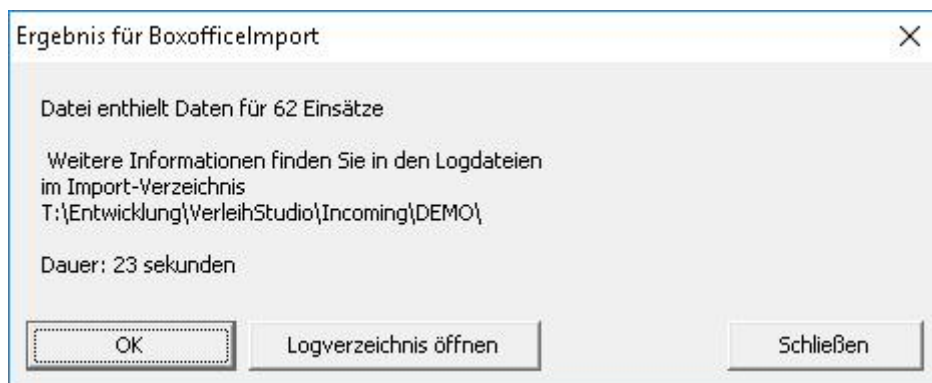 Ergebnis für BoxofficeImport
Datei enthielt Daten für 62 Einsätze
Weitere Informationen finden Sie in den Logdateien
im Import-Verzeichnis
T:\Entwicklung\VerleihStudio\Incoming\DEMO\
Dauer: 23 sekunden
OK
Logverzeichnis öffnen
Schließen